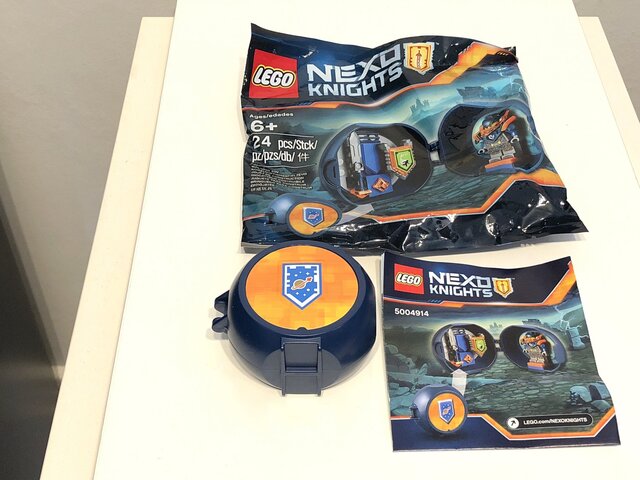 LEGO
NEXO
KNIGHTS
Ages/edades
6+
24 pcs/Stck/
pz/pzs/db/
LEGO
NEXO
KNIGHTS
5004914
LEGO.com/NEXOKNIGHTS